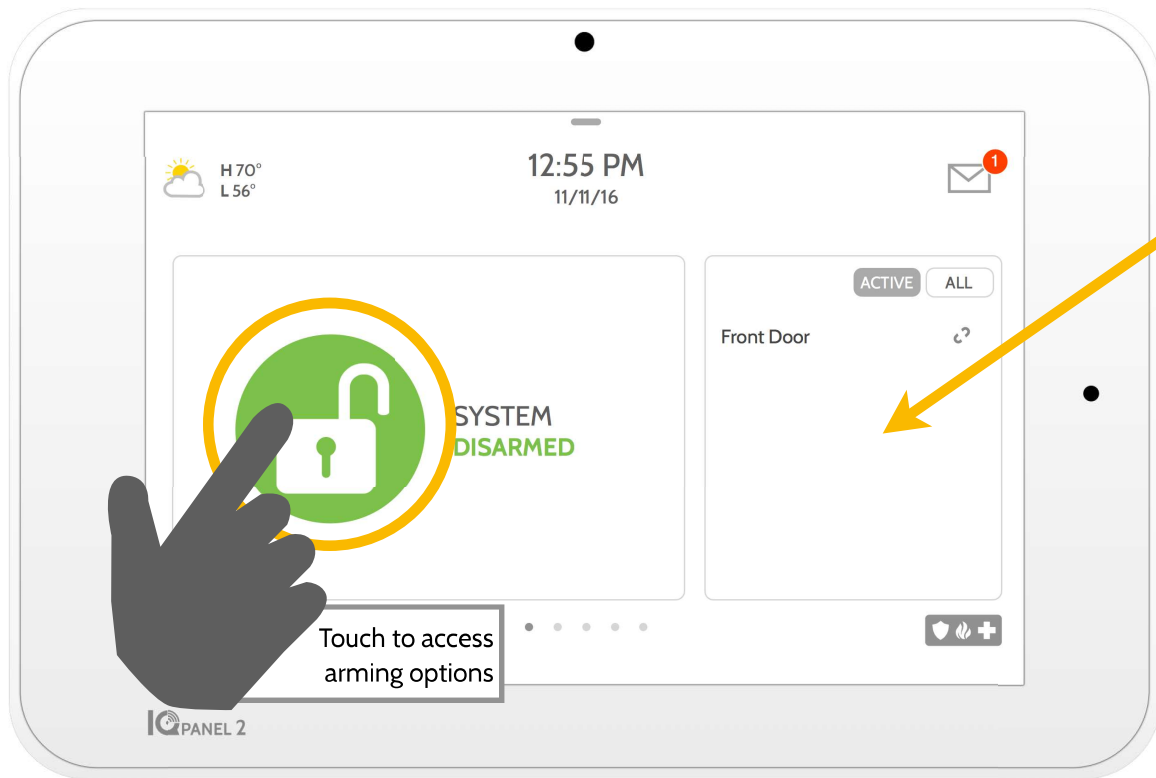 H 70°
L 56°
12:55 PM
11/11/16
1
ACTIVE
ALL
Front Door
SYSTEM
DISARMED
Touch to access
arming options
IQ PANEL 2